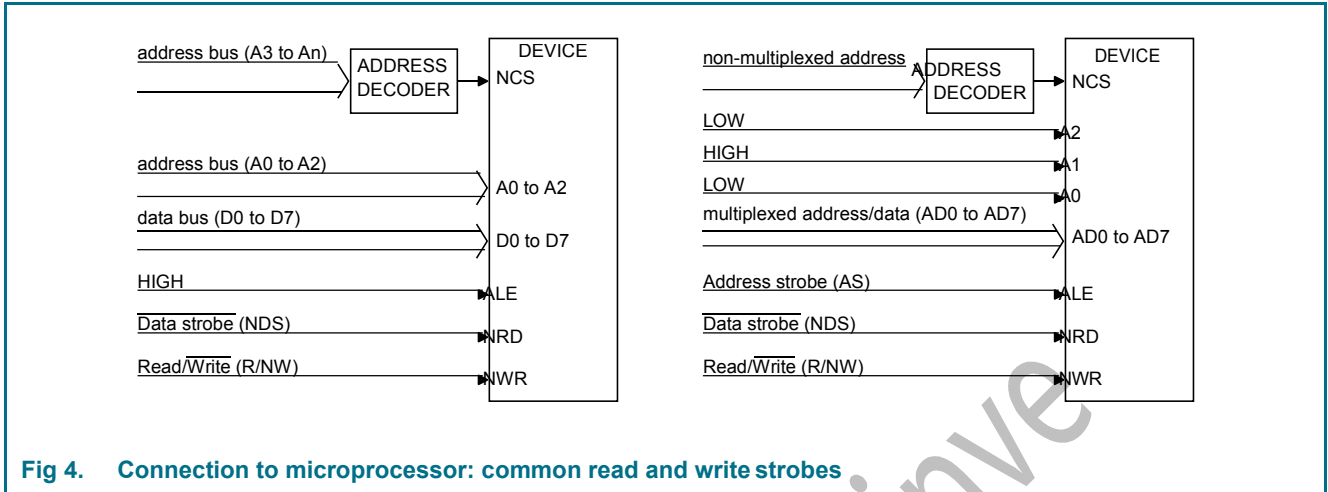 address bus (A3 to An)
ADDRESS
DECODER
DEVICE
NCS
address bus (A0 to A2)
A0 to A2
data bus (D0 to D7)
D0 to D7
HIGH
ALE
Data strobe (NDS)
NRD
Read/Write (R/NW)
NWR
non-multiplexed address
ADDRESS
DECODER
DEVICE
NCS
LOW
A2
HIGH
A1
LOW
A0
multiplexed address/data (AD0 to AD7)
AD0 to AD7
Address strobe (AS)
ALE
Data strobe (NDS)
NRD
Read/Write (R/NW)
NWR
Fig 4. Connection to microprocessor: common read and write strobes